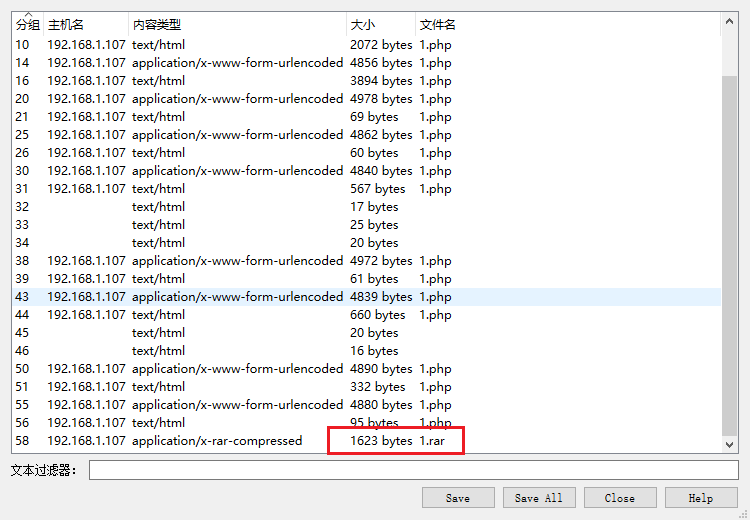 分组 主机名 内容类型 大小 文件名
10 192.168.1.107 text/html 2072 bytes 1.php
14 192.168.1.107 application/x-www-form-urlencoded 4856 bytes 1.php
16 192.168.1.107 text/html 3894 bytes 1.php
20 192.168.1.107 application/x-www-form-urlencoded 4978 bytes 1.php
21 192.168.1.107 text/html 69 bytes 1.php
25 192.168.1.107 application/x-www-form-urlencoded 4862 bytes 1.php
26 192.168.1.107 text/html 60 bytes 1.php
30 192.168.1.107 application/x-www-form-urlencoded 4840 bytes 1.php
31 192.168.1.107 text/html 567 bytes 1.php
32 text/html 17 bytes
33 text/html 25 bytes
34 text/html 20 bytes
38 192.168.1.107 application/x-www-form-urlencoded 4972 bytes 1.php
39 192.168.1.107 text/html 61 bytes 1.php
43 192.168.1.107 application/x-www-form-urlencoded 4839 bytes 1.php
44 192.168.1.107 text/html 660 bytes 1.php
45 text/html 20 bytes
46 text/html 16 bytes
50 192.168.1.107 application/x-www-form-urlencoded 4890 bytes 1.php
51 192.168.1.107 text/html 332 bytes 1.php
55 192.168.1.107 application/x-www-form-urlencoded 4880 bytes 1.php
56 192.168.1.107 text/html 95 bytes 1.php
58 192.168.1.107 application/x-rar-compressed 1623 bytes 1.rar
文本过滤器：
Save Save All Close Help